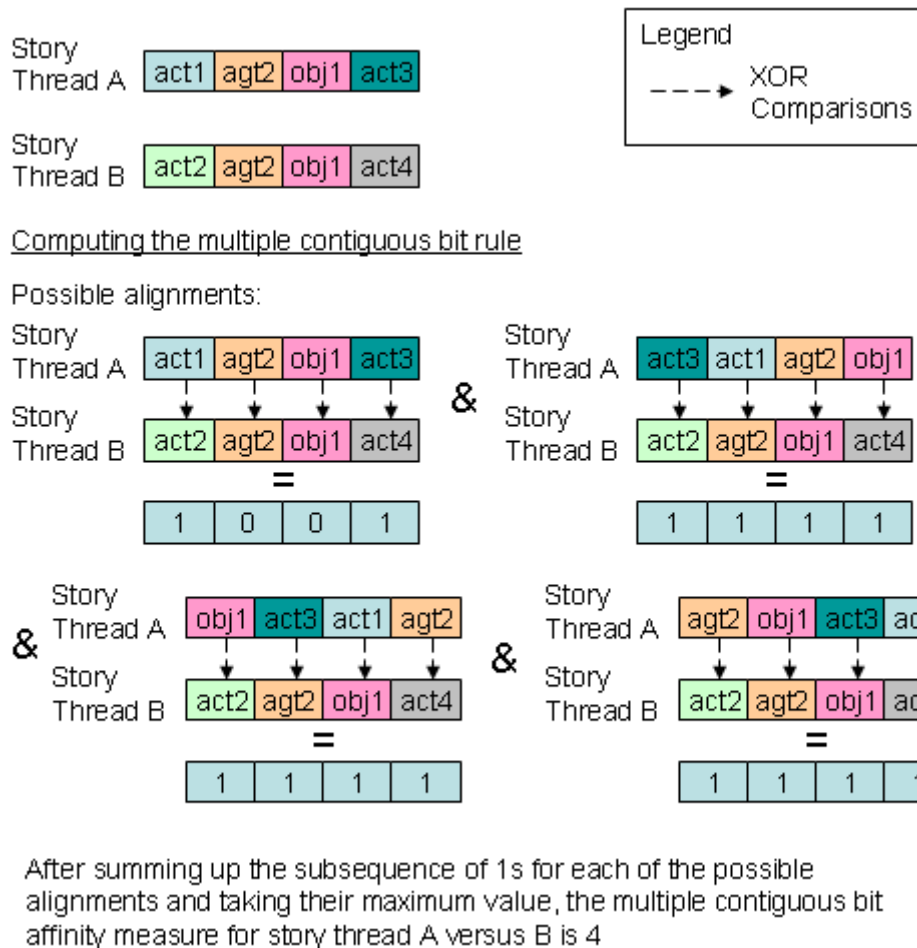 Story
Thread A
act1 agt2 obj1 act3
Legend
XOR
Comparisons
Story
Thread B
act2 agt2 obj1 act4
Computing the multiple contiguous bit rule
Possible alignments:
Story
Thread A
act1 agt2 obj1 act3
Story
Thread B
act2 agt2 obj1 act4
=
1 0 0 1
&
Story
Thread A
act3 act1 agt2 obj1
Story
Thread B
act2 agt2 obj1 act4
=
1 1 1 1
&
Story
Thread A
obj1 act3 act1 agt2
Story
Thread B
act2 agt2 obj1 act4
=
1 1 1 1
&
Story
Thread A
agt2 obj1 act3
Story
Thread B
act2 agt2 obj1
=
1 1 1 1
After summing up the subsequence of 1s for each of the possible
alignments and taking their maximum value, the multiple contiguous bit
affinity measure for story thread A versus B is 4